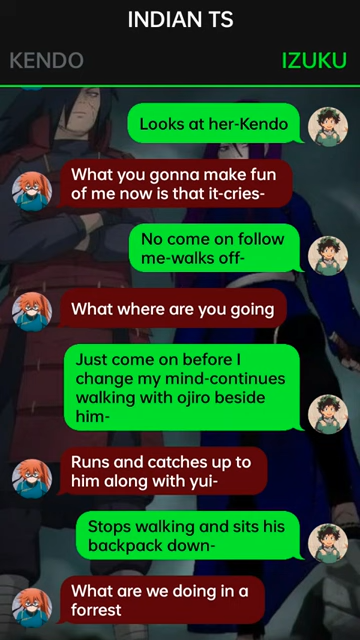 INDIAN TS
KENDO
IZUKU
Looks at her-Kendo
What you gonna make fun
of me now is that it-cries-
No come on follow
me-walks off-
What where are you going
Just come on before I
change my mind-continues
walking with ojiro beside
him-
Runs and catches up to
him along with yui-
Stops walking and sits his
backpack down-
What are we doing in a
forrest